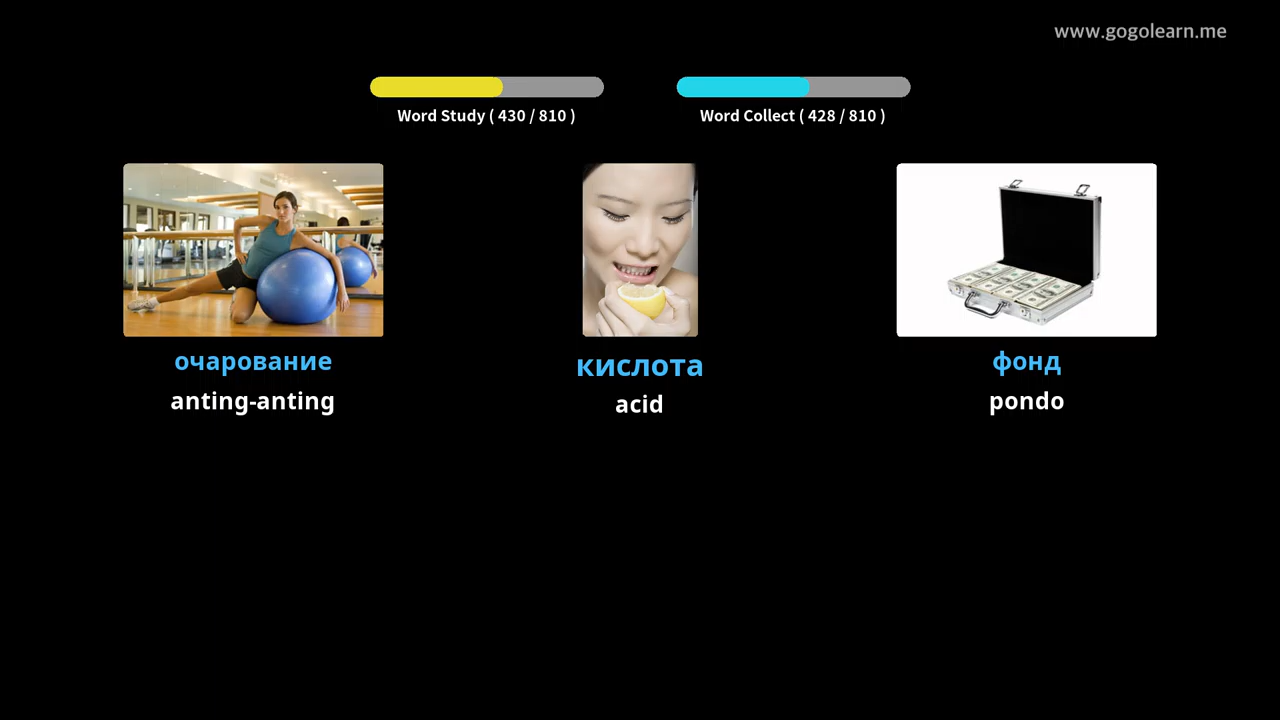 www.gogolearn.me
Word Study ( 430 / 810 )
Word Collect ( 428 / 810 )
очарование
anting-anting
кислота
acid
фонд
pondo